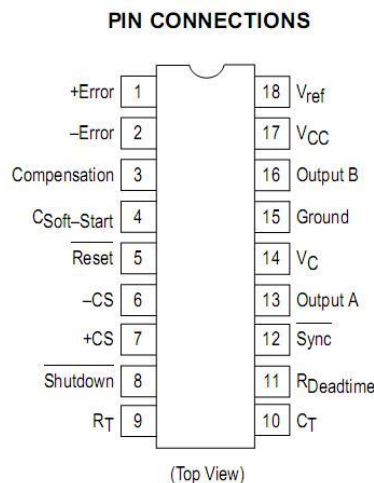 PIN CONNECTIONS
+Error 1 18 Vref
–Error 2 17 VCC
Compensation 3 16 Output B
CSoft–Start 4 15 Ground
Reset 5 14 VC
–CS 6 13 Output A
+CS 7 12 Sync
Shutdown 8 11 RDeadtime
RT 9 10 CT
(Top View)